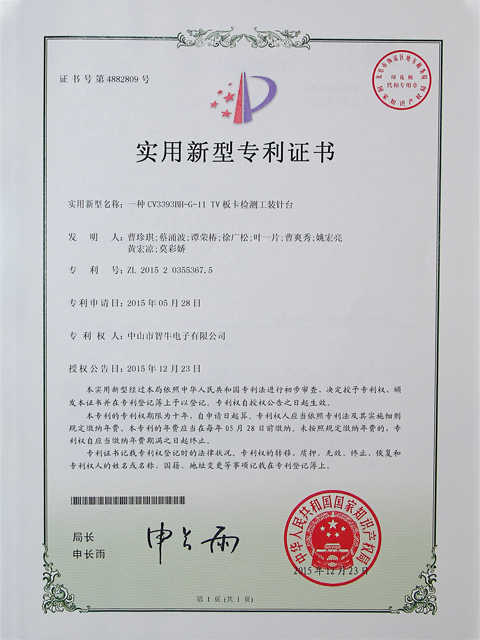 证书号第4882809号
印花税
代扣专用章
国家知识产权局
实用新型专利证书
实用新型名称：一种CV3393BH-G-11 TV板卡检测工装针台
发 明 人：曹珍琪;蔡涌波;谭荣椿;徐广松;叶一片;曹爽秀;姚宏亮
黄宏凉;莫彩娇
专 利 号：ZL 2015 2 0355367.5
专利申请日：2015年05月28日
专 利 权 人：中山市智牛电子有限公司
授权公告日：2015年12月23日
本实用新型经过本局依照中华人民共和国专利法进行初步审查，决定授予专利权，颁
发本证书并在专利登记簿上予以登记。专利权自授权公告之日起生效。
本专利的专利权期限为十年，自申请日起算。专利权人应当依照专利法及其实施细则
规定缴纳年费。本专利的年费应当在每年05月28日前缴纳。未按照规定缴纳年费的，专利
权自应当缴纳年费期满之日起终止。
专利证书记载专利权登记时的法律状况。专利权的转移、质押、无效、终止、恢复和
专利权人的姓名或名称、国籍、地址变更等事项记载在专利登记簿上。
局长
申长雨
申长雨
中华人民共和国国家知识产权局
2015年12月23日
第1页(共1页)